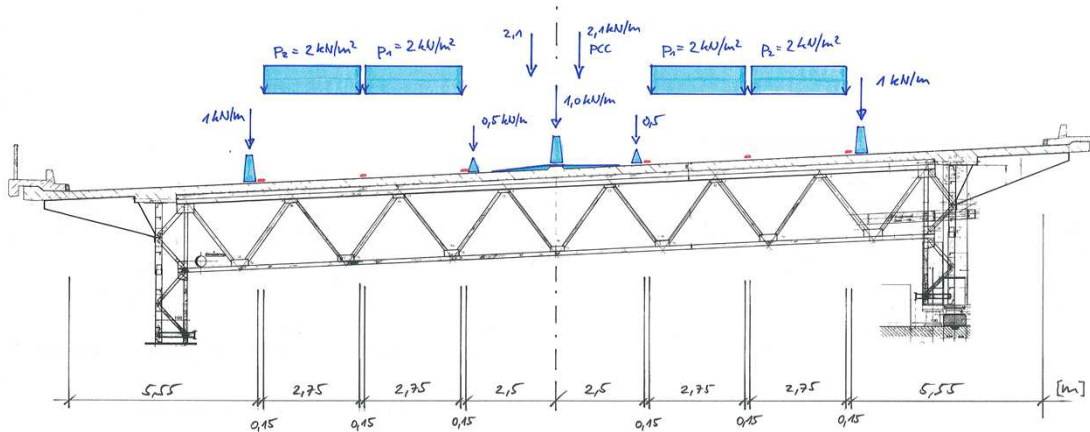 P₂ = 2 kN/m²
P₁ = 2 kN/m²
2,1
2,1 kN/m
PCC
P₁ = 2 kN/m²
P₂ = 2 kN/m²
1 kN/m
0,5 kN/m
1,0 kN/m
0,5
1 kN/m
5,55
2,75
2,75
2,5
2,5
2,75
2,75
5,55
[m]
0,15
0,15
0,15
0,15
0,15
0,15